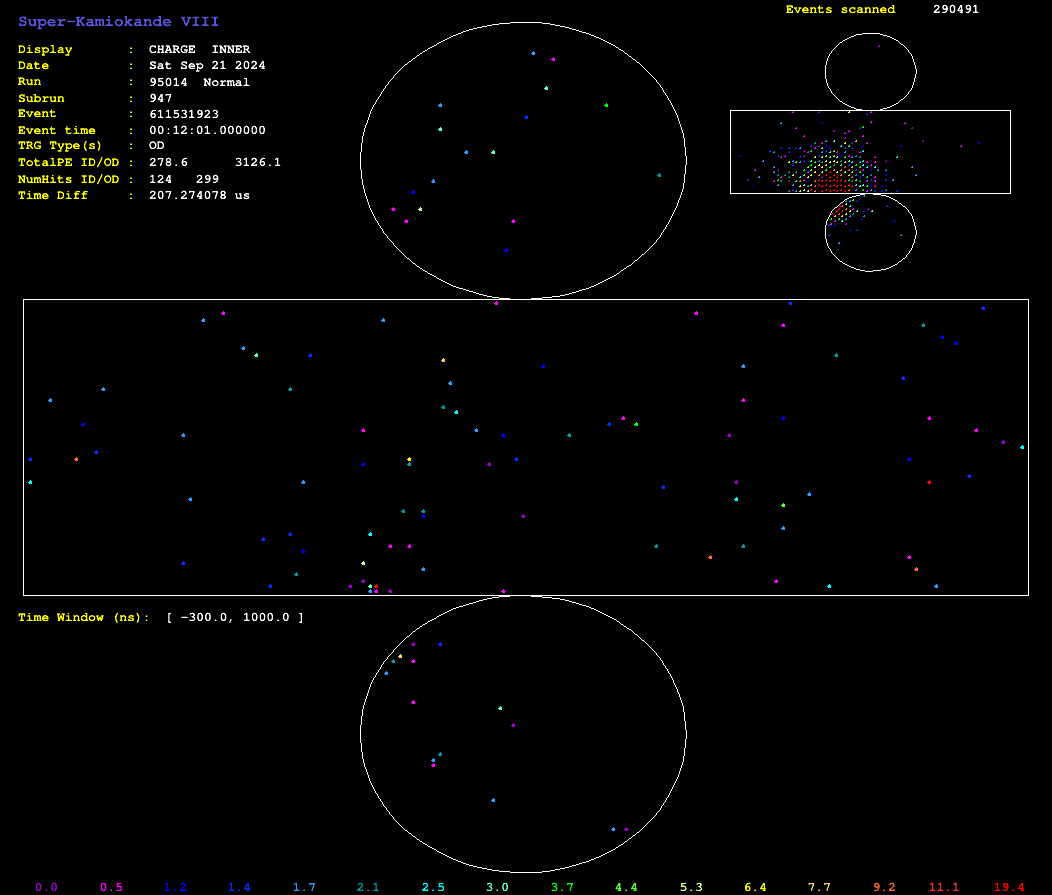 Super-Kamiokande VIII
Events scanned 290491
Display : CHARGE INNER
Date : Sat Sep 21 2024
Run : 95014 Normal
Subrun : 947
Event : 611531923
Event time : 00:12:01.000000
TRG Type(s) : OD
TotalPE ID/OD : 278.6 3126.1
NumHits ID/OD : 124 299
Time Diff : 207.274078 us
Time Window (ns): [ -300.0, 1000.0 ]
0.0 0.5 1.2 1.4 1.7 2.1 2.5 3.0 3.7 4.4 5.3 6.4 7.7 9.2 11.1 19.4